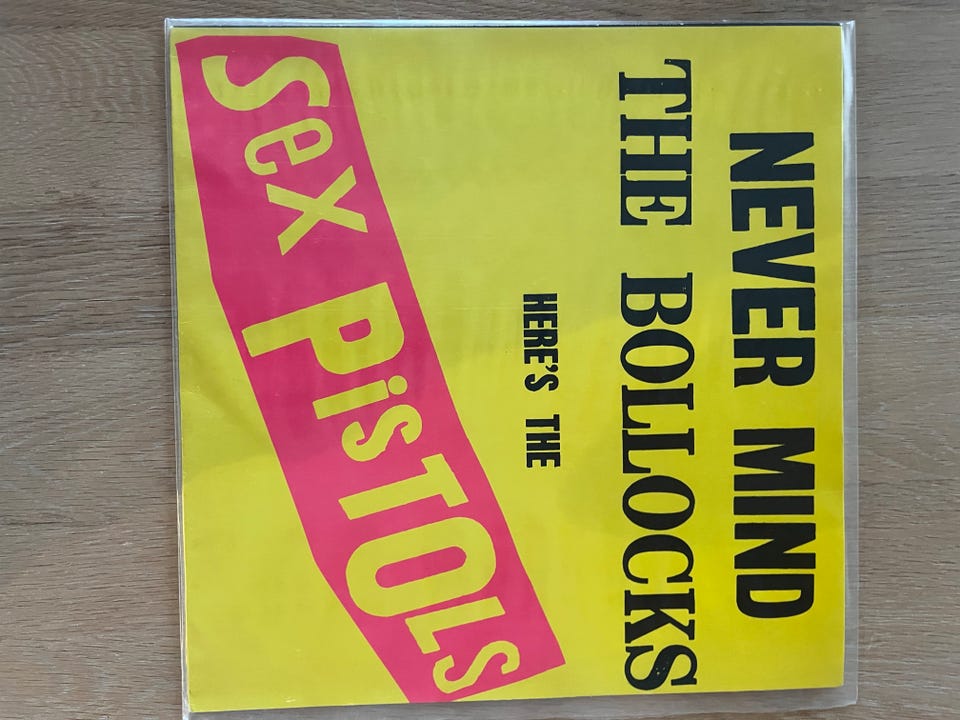 NEVER MIND
THE BOLLOCKS
HERE'S THE
Sex PiSTOLs